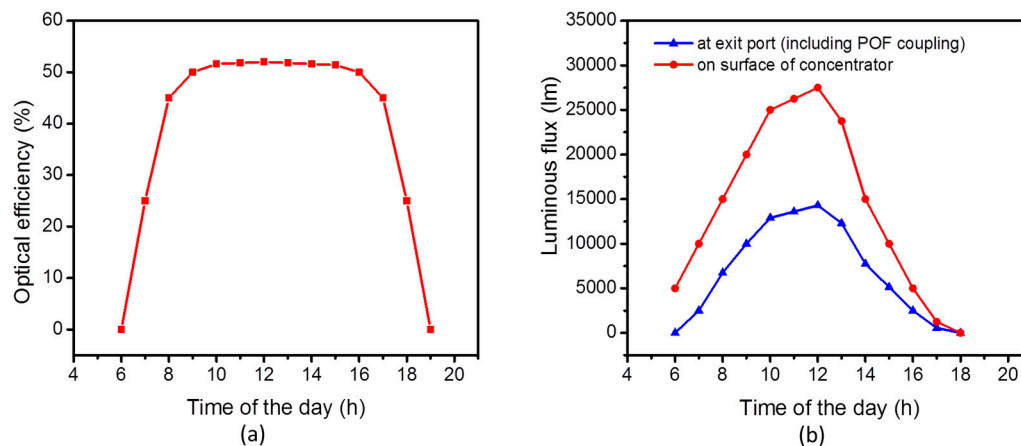 60
50
40
30
20
10
0
Optical efficiency (%)
4 6 8 10 12 14 16 18 20
Time of the day (h)
(a)
35000
30000
25000
20000
15000
10000
5000
0
Luminous flux (lm)
at exit port (including POF coupling)
on surface of concentrator
4 6 8 10 12 14 16 18 20
Time of the day (h)
(b)